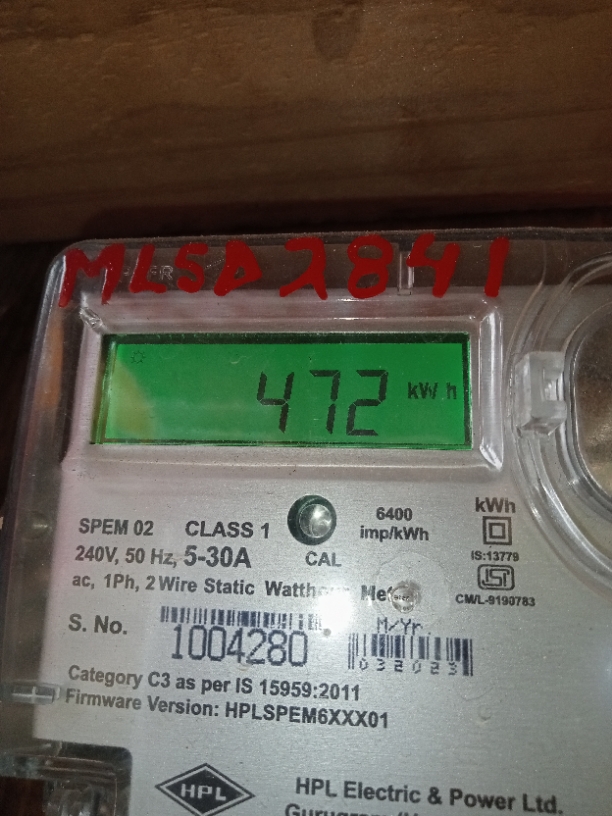 MLSD2841
472 kWh
SPEM 02 CLASS 1
6400 imp/kWh
kWh
240V, 50 Hz, 5-30A
CAL
IS:13779
ac, 1Ph, 2 Wire Static
CM/L-9190783
S. No. 1004280
M/Yr
032023
Category C3 as per IS 15959:2011
Firmware Version: HPLSPEM6XXX01
HPL
HPL Electric & Power Ltd.